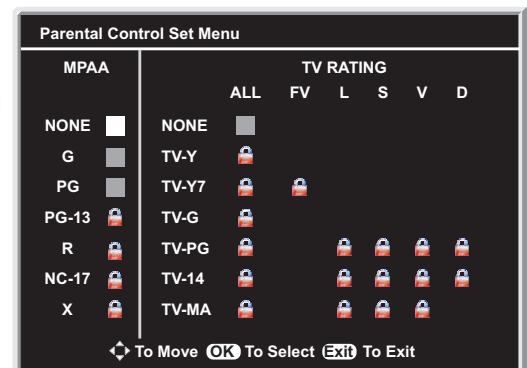 Parental Control Set Menu
MPAA TV RATING
ALL FV L S V D
NONE NONE
G TV-Y
PG TV-Y7
PG-13 TV-G
R TV-PG
NC-17 TV-14
X TV-MA
To Move OK To Select Exit To Exit